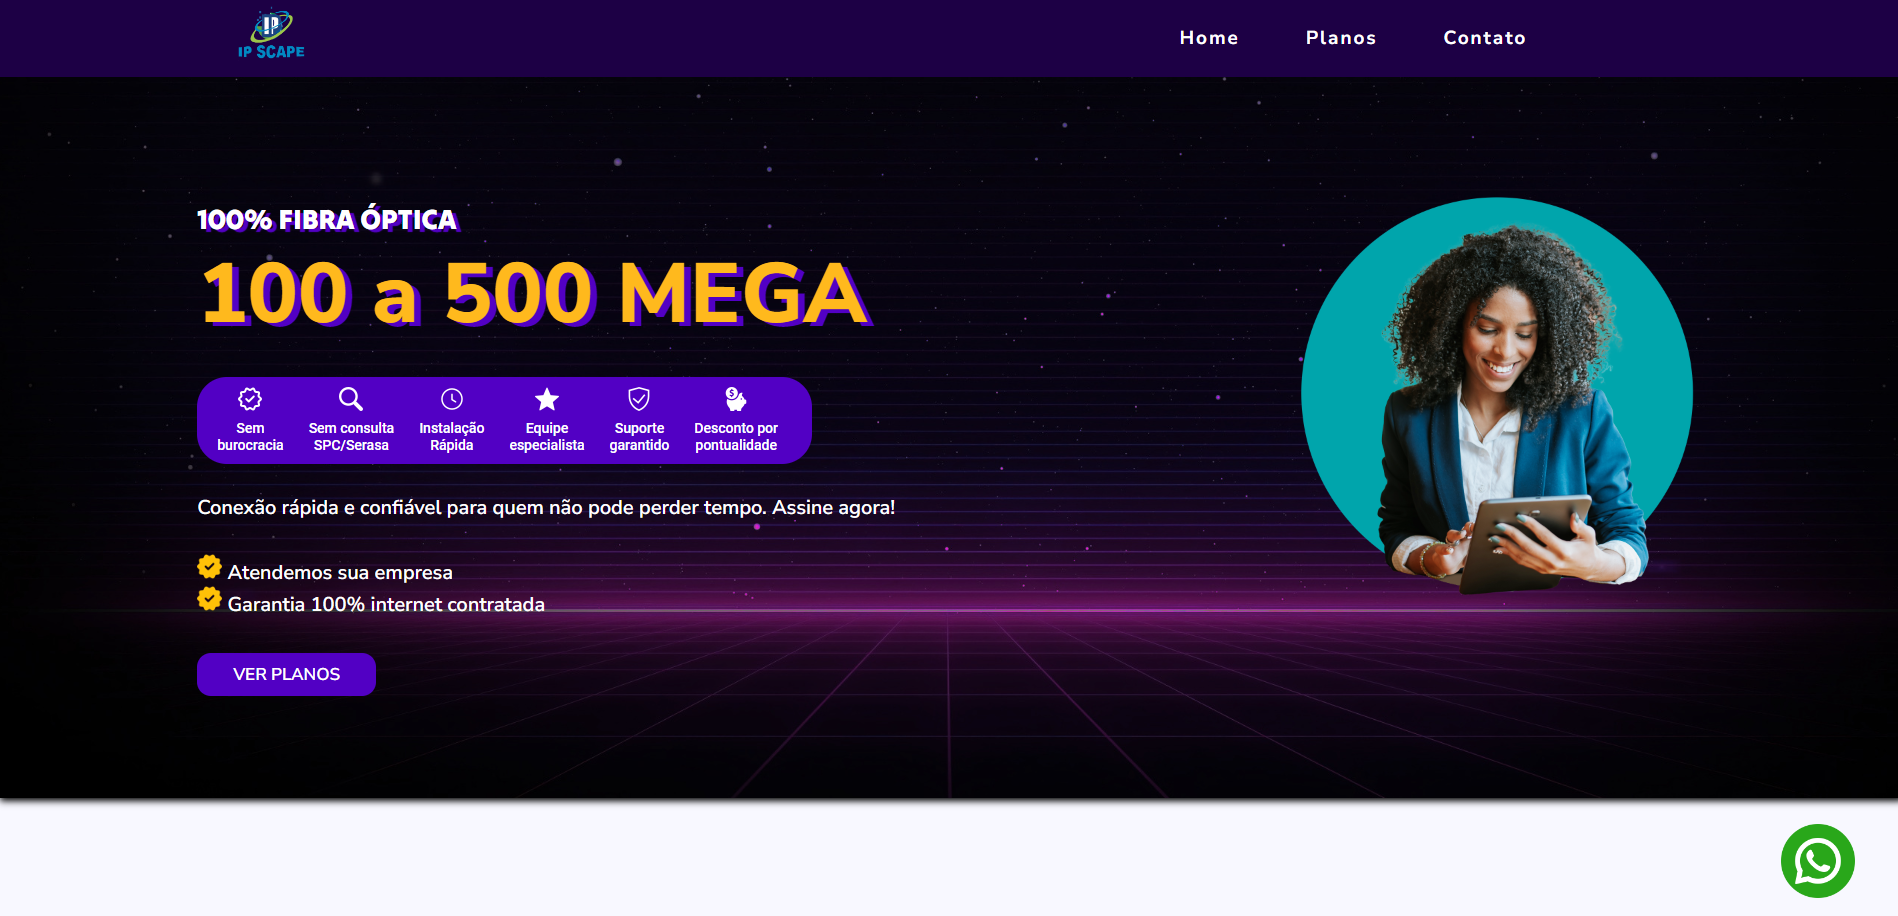 IP
IP SCAPE
Home
Planos
Contato
100% FIBRA ÓPTICA
100 a 500 MEGA
Sem
burocracia
Sem consulta
SPC/Serasa
Instalação
Rápida
Equipe
especialista
Suporte
garantido
$
Desconto por
pontualidade
Conexão rápida e confiável para quem não pode perder tempo. Assine agora!
Atendemos sua empresa
Garantia 100% internet contratada
VER PLANOS